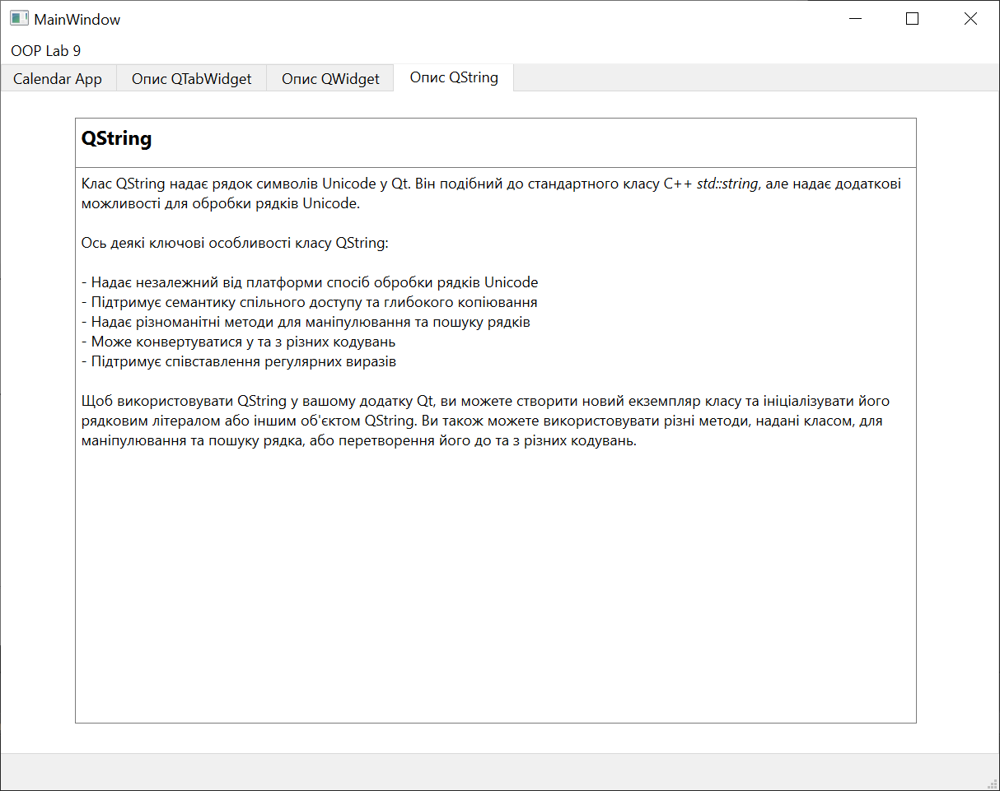 MainWindow
OOP Lab 9
Calendar App
Опис QTabWidget
Опис QWidget
Опис QString
QString
Клас QString надає рядок символів Unicode у Qt. Він подібний до стандартного класу C++ std::string, але надає додаткові
можливості для обробки рядків Unicode.
Ось деякі ключові особливості класу QString:
- Надає незалежний від платформи спосіб обробки рядків Unicode
- Підтримує семантику спільного доступу та глибокого копіювання
- Надає різноманітні методи для маніпулювання та пошуку рядків
- Може конвертуватися у та з різних кодувань
- Підтримує співставлення регулярних виразів
Щоб використовувати QString у вашому додатку Qt, ви можете створити новий екземпляр класу та ініціалізувати його
рядковим літералом або іншим об'єктом QString. Ви також можете використовувати різні методи, надані класом, для
маніпулювання та пошуку рядка, або перетворення його до та з різних кодувань.